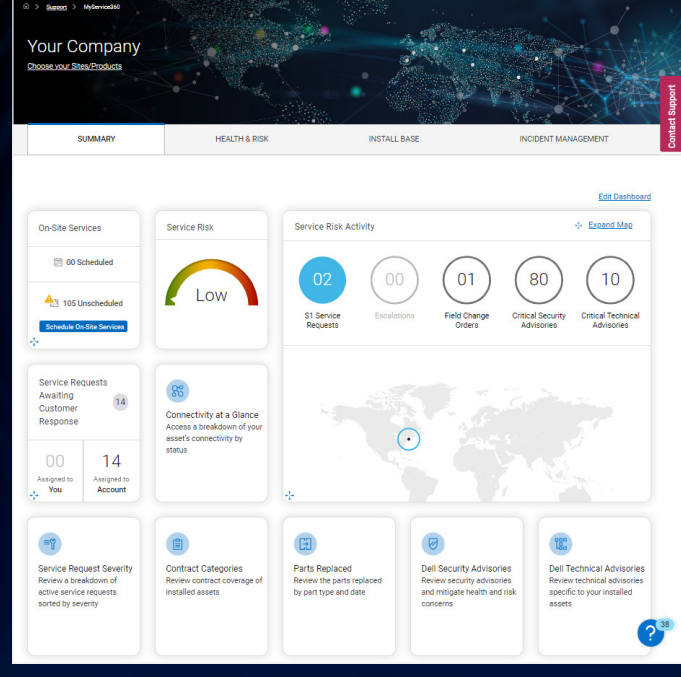 Support > MyService360
Your Company
Choose your Sites/Products
Contact Support
SUMMARY
HEALTH & RISK
INSTALL BASE
INCIDENT MANAGEMENT
Edit Dashboard
On-Site Services
00 Scheduled
105 Unscheduled
Schedule On-Site Services
Service Risk
Low
Service Risk Activity
Expand Map
02
S1 Service
Requests
00
Escalations
01
Field Change
Orders
80
Critical Security
Advisories
10
Critical Technical
Advisories
Service Requests
Awaiting
Customer
Response
14
00
Assigned to
You
14
Assigned to
Account
Connectivity at a Glance
Access a breakdown of your
asset's connectivity by
status
Service Request Severity
Review a breakdown of
active service requests
sorted by severity
Contract Categories
Review contract coverage of
installed assets
Parts Replaced
Review the parts replaced
by part type and date
Dell Security Advisories
Review security advisories
and mitigate health and risk
concerns
Dell Technical Advisories
Review technical advisories
specific to your installed
assets
?
38